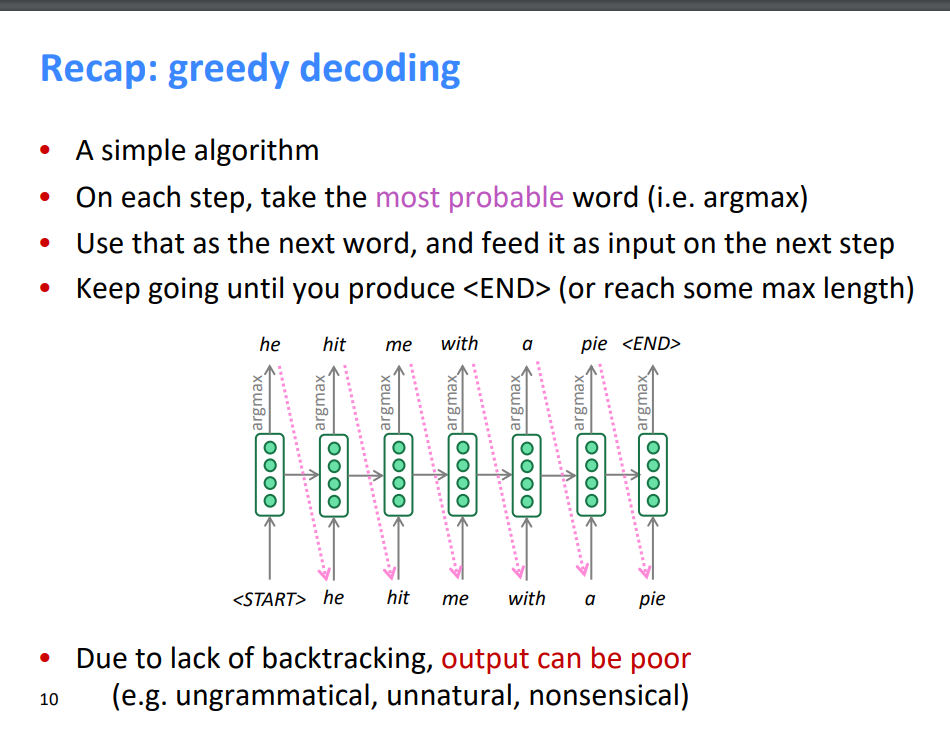 Recap: greedy decoding
• A simple algorithm
• On each step, take the most probable word (i.e. argmax)
• Use that as the next word, and feed it as input on the next step
• Keep going until you produce <END> (or reach some max length)
he hit me with a pie <END>
argmax argmax argmax argmax argmax argmax argmax
<START> he hit me with a pie
• Due to lack of backtracking, output can be poor
10 (e.g. ungrammatical, unnatural, nonsensical)